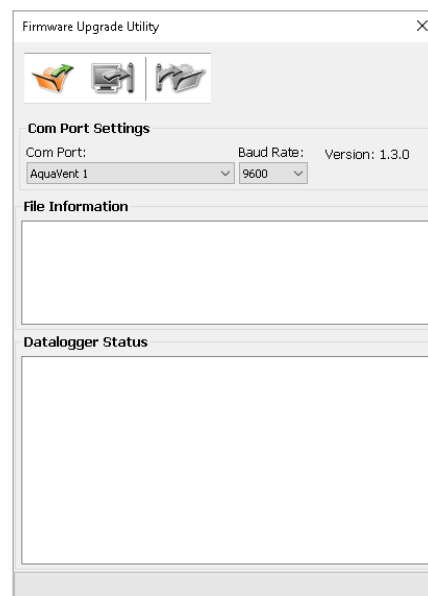 Firmware Upgrade Utility
Com Port Settings
Com Port: Baud Rate: Version: 1.3.0
AquaVent 1 9600
File Information
Datalogger Status